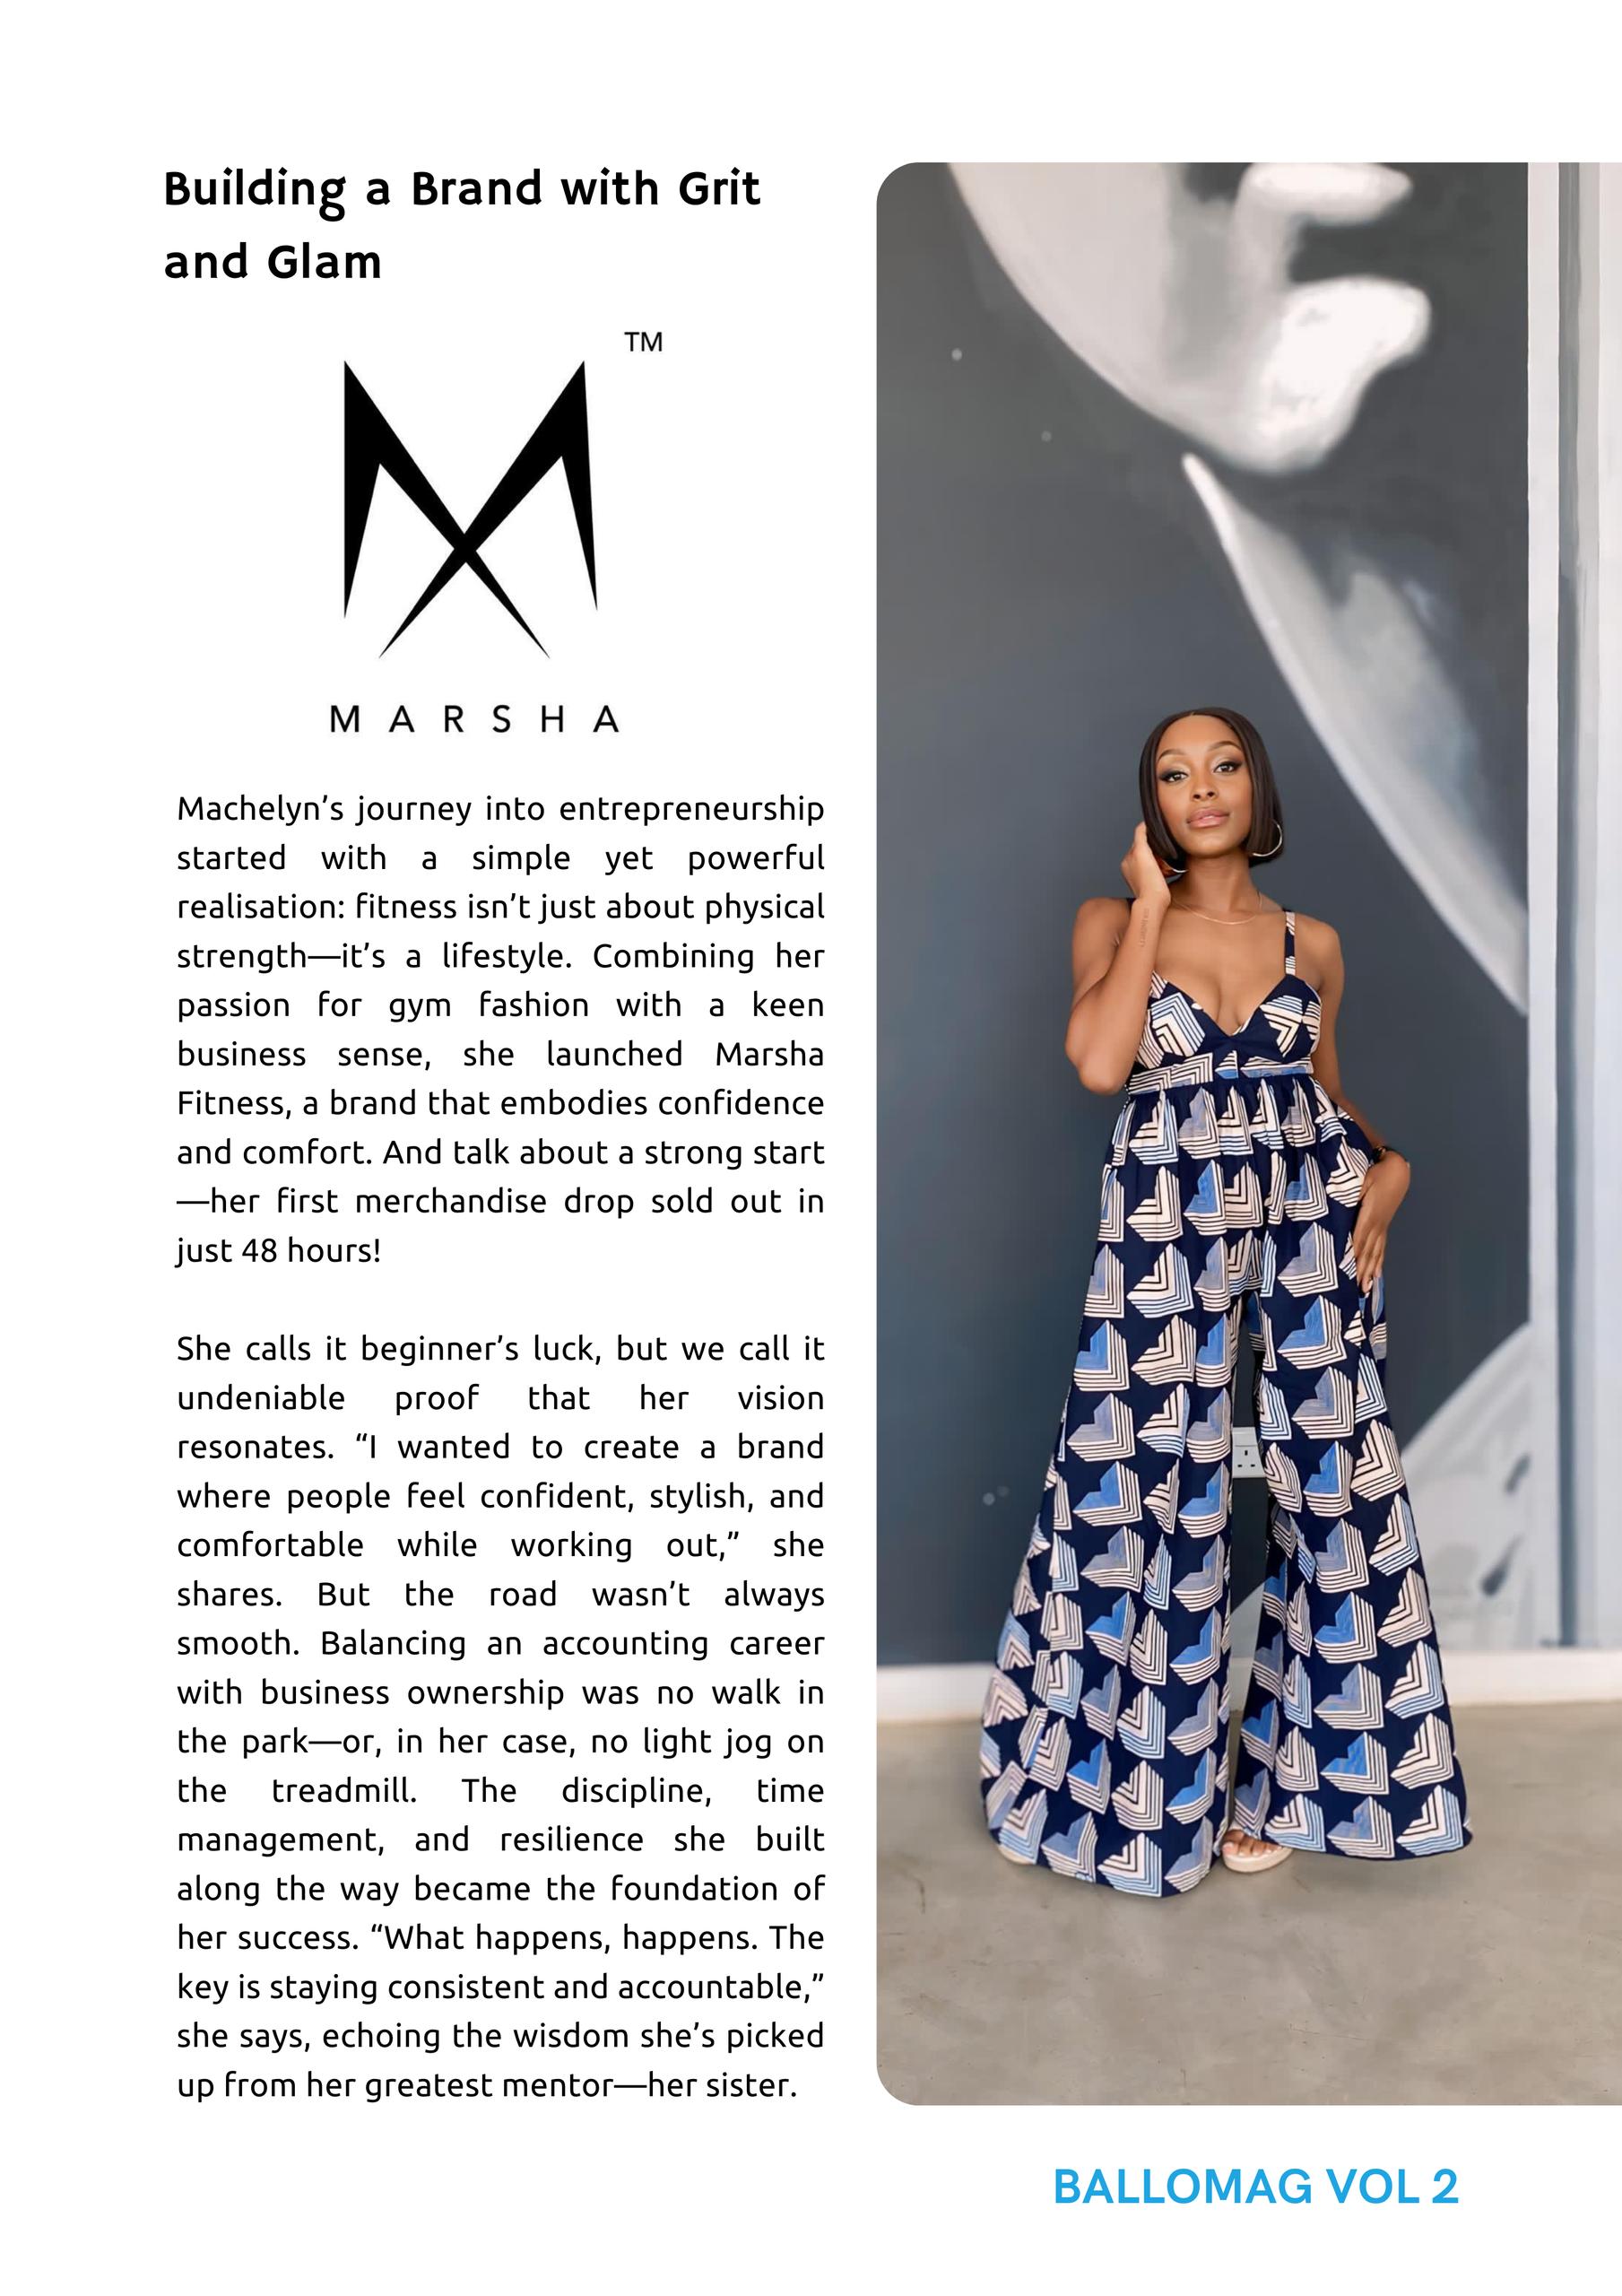 Building a Brand with Grit
and Glam
TM
MARSHA
Machelyn’s journey into entrepreneurship
started with a simple yet powerful
realisation: fitness isn’t just about physical
strength—it’s a lifestyle. Combining her
passion for gym fashion with a keen
business sense, she launched Marsha
Fitness, a brand that embodies confidence
and comfort. And talk about a strong start
—her first merchandise drop sold out in
just 48 hours!
She calls it beginner’s luck, but we call it
undeniable proof that her vision
resonates. “I wanted to create a brand
where people feel confident, stylish, and
comfortable while working out,” she
shares. But the road wasn’t always
smooth. Balancing an accounting career
with business ownership was no walk in
the park—or, in her case, no light jog on
the treadmill. The discipline, time
management, and resilience she built
along the way became the foundation of
her success. “What happens, happens. The
key is staying consistent and accountable,”
she says, echoing the wisdom she’s picked
up from her greatest mentor—her sister.
BALLOMAG VOL 2